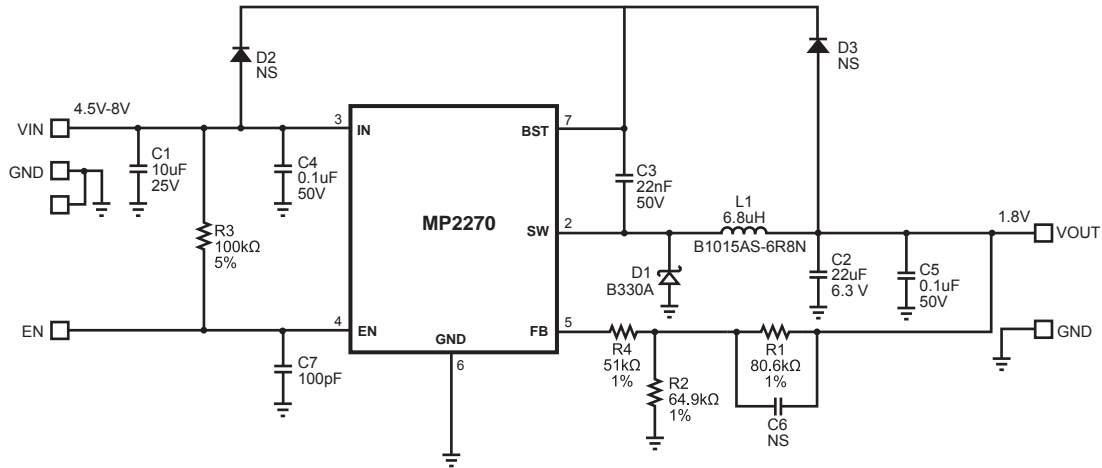 D2
NS
D3
NS
4.5V-8V
VIN
3
IN
BST
7
GND
C1
10uF
25V
C4
0.1uF
50V
C3
22nF
50V
L1
6.8uH
B1015AS-6R8N
MP2270
SW
2
1.8V
VOUT
R3
100kΩ
5%
D1
B330A
C2
22uF
6.3 V
C5
0.1uF
50V
EN
4
EN
GND
6
FB
5
R4
51kΩ
1%
R1
80.6kΩ
1%
GND
C7
100pF
R2
64.9kΩ
1%
C6
NS